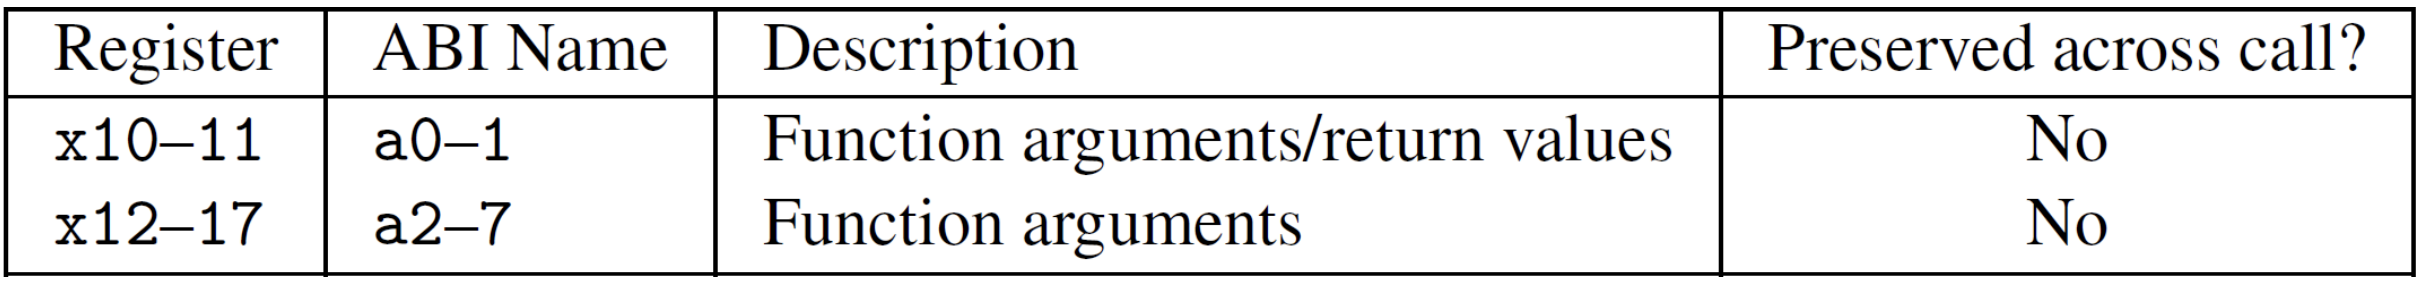 Register ABI Name Description Preserved across call?
x10–11 a0–1 Function arguments/return values No
x12–17 a2–7 Function arguments No